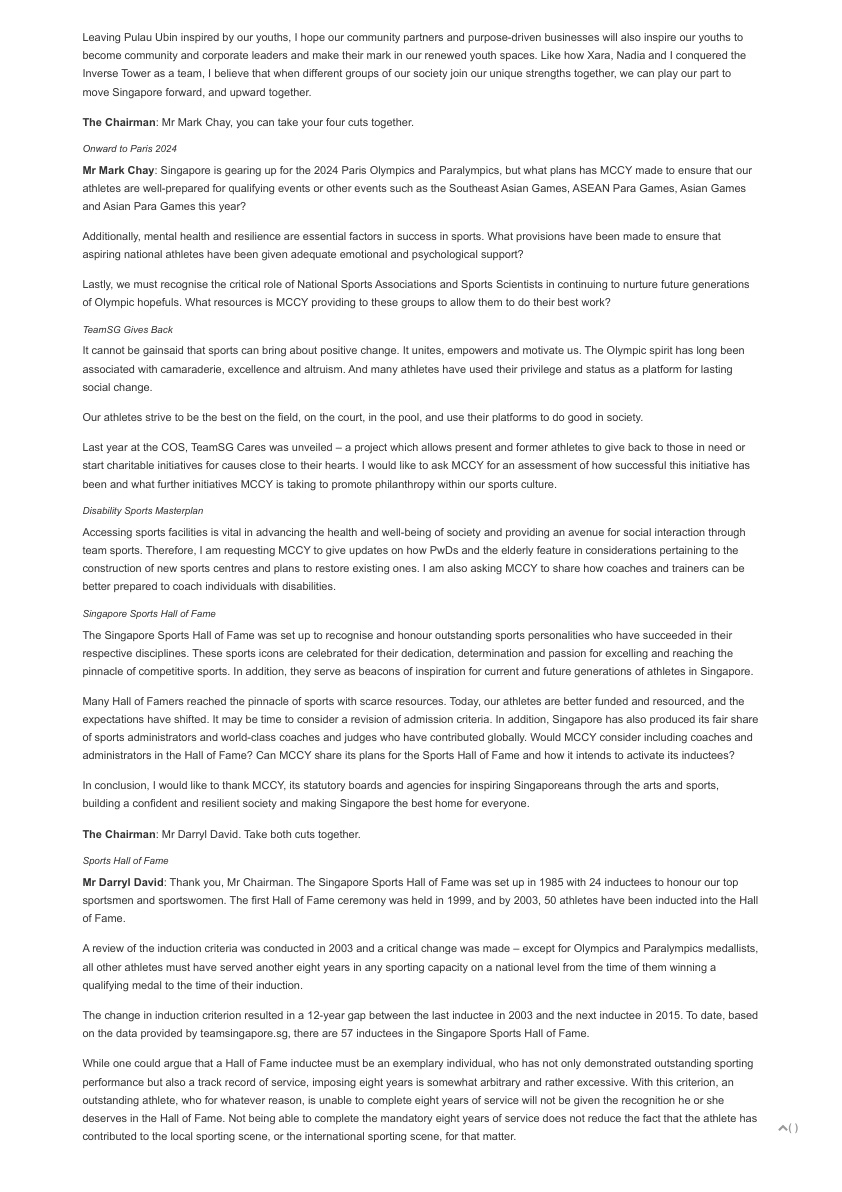 Leaving Pulau Ubin inspired by our youths, I hope our community partners and purpose-driven businesses will also inspire our youths to
become community and corporate leaders and make their mark in our renewed youth spaces. Like how Xara, Nadia and I conquered the
Inverse Tower as a team, I believe that when different groups of our society join our unique strengths together, we can play our part to
move Singapore forward, and upward together.
The Chairman: Mr Mark Chay, you can take your four cuts together.
Onward to Paris 2024
Mr Mark Chay: Singapore is gearing up for the 2024 Paris Olympics and Paralympics, but what plans has MCCY made to ensure that our
athletes are well-prepared for qualifying events or other events such as the Southeast Asian Games, ASEAN Para Games, Asian Games
and Asian Para Games this year?
Additionally, mental health and resilience are essential factors in success in sports. What provisions have been made to ensure that
aspiring national athletes have been given adequate emotional and psychological support?
Lastly, we must recognise the critical role of National Sports Associations and Sports Scientists in continuing to nurture future generations
of Olympic hopefuls. What resources is MCCY providing to these groups to allow them to do their best work?
TeamSG Gives Back
It cannot be gainsaid that sports can bring about positive change. It unites, empowers and motivate us. The Olympic spirit has long been
associated with camaraderie, excellence and altruism. And many athletes have used their privilege and status as a platform for lasting
social change.
Our athletes strive to be the best on the field, on the court, in the pool, and use their platforms to do good in society.
Last year at the COS, TeamSG Cares was unveiled – a project which allows present and former athletes to give back to those in need or
start charitable initiatives for causes close to their hearts. I would like to ask MCCY for an assessment of how successful this initiative has
been and what further initiatives MCCY is taking to promote philanthropy within our sports culture.
Disability Sports Masterplan
Accessing sports facilities is vital in advancing the health and well-being of society and providing an avenue for social interaction through
team sports. Therefore, I am requesting MCCY to give updates on how PwDs and the elderly feature in considerations pertaining to the
construction of new sports centres and plans to restore existing ones. I am also asking MCCY to share how coaches and trainers can be
better prepared to coach individuals with disabilities.
Singapore Sports Hall of Fame
The Singapore Sports Hall of Fame was set up to recognise and honour outstanding sports personalities who have succeeded in their
respective disciplines. These sports icons are celebrated for their dedication, determination and passion for excelling and reaching the
pinnacle of competitive sports. In addition, they serve as beacons of inspiration for current and future generations of athletes in Singapore.
Many Hall of Famers reached the pinnacle of sports with scarce resources. Today, our athletes are better funded and resourced, and the
expectations have shifted. It may be time to consider a revision of admission criteria. In addition, Singapore has also produced its fair share
of sports administrators and world-class coaches and judges who have contributed globally. Would MCCY consider including coaches and
administrators in the Hall of Fame? Can MCCY share its plans for the Sports Hall of Fame and how it intends to activate its inductees?
In conclusion, I would like to thank MCCY, its statutory boards and agencies for inspiring Singaporeans through the arts and sports,
building a confident and resilient society and making Singapore the best home for everyone.
The Chairman: Mr Darryl David. Take both cuts together.
Sports Hall of Fame
Mr Darryl David: Thank you, Mr Chairman. The Singapore Sports Hall of Fame was set up in 1985 with 24 inductees to honour our top
sportsmen and sportswomen. The first Hall of Fame ceremony was held in 1999, and by 2003, 50 athletes have been inducted into the Hall
of Fame.
A review of the induction criteria was conducted in 2003 and a critical change was made – except for Olympics and Paralympics medallists,
all other athletes must have served another eight years in any sporting capacity on a national level from the time of them winning a
qualifying medal to the time of their induction.
The change in induction criterion resulted in a 12-year gap between the last inductee in 2003 and the next inductee in 2015. To date, based
on the data provided by teamsingapore.sg, there are 57 inductees in the Singapore Sports Hall of Fame.
While one could argue that a Hall of Fame inductee must be an exemplary individual, who has not only demonstrated outstanding sporting
performance but also a track record of service, imposing eight years is somewhat arbitrary and rather excessive. With this criterion, an
outstanding athlete, who for whatever reason, is unable to complete eight years of service will not be given the recognition he or she
deserves in the Hall of Fame. Not being able to complete the mandatory eight years of service does not reduce the fact that the athlete has
contributed to the local sporting scene, or the international sporting scene, for that matter.
( )